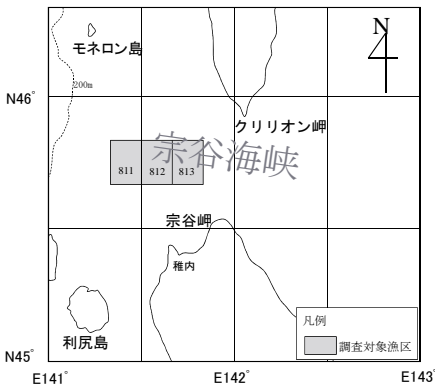 N
モネロン島
200m
N46°
クリリオン岬
宗谷海峡
811 812 813
宗谷岬
稚内
凡例
調査対象漁区
利尻島
N45°
E141° E142° E143°